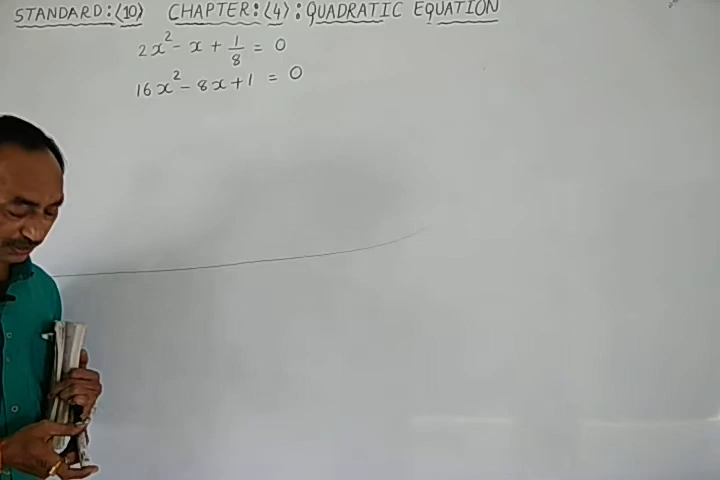 STANDARD:⟨10⟩ CHAPTER:⟨4⟩:QUADRATIC EQUATION
2x² - x + 1/8 = 0
16x² - 8x + 1 = 0